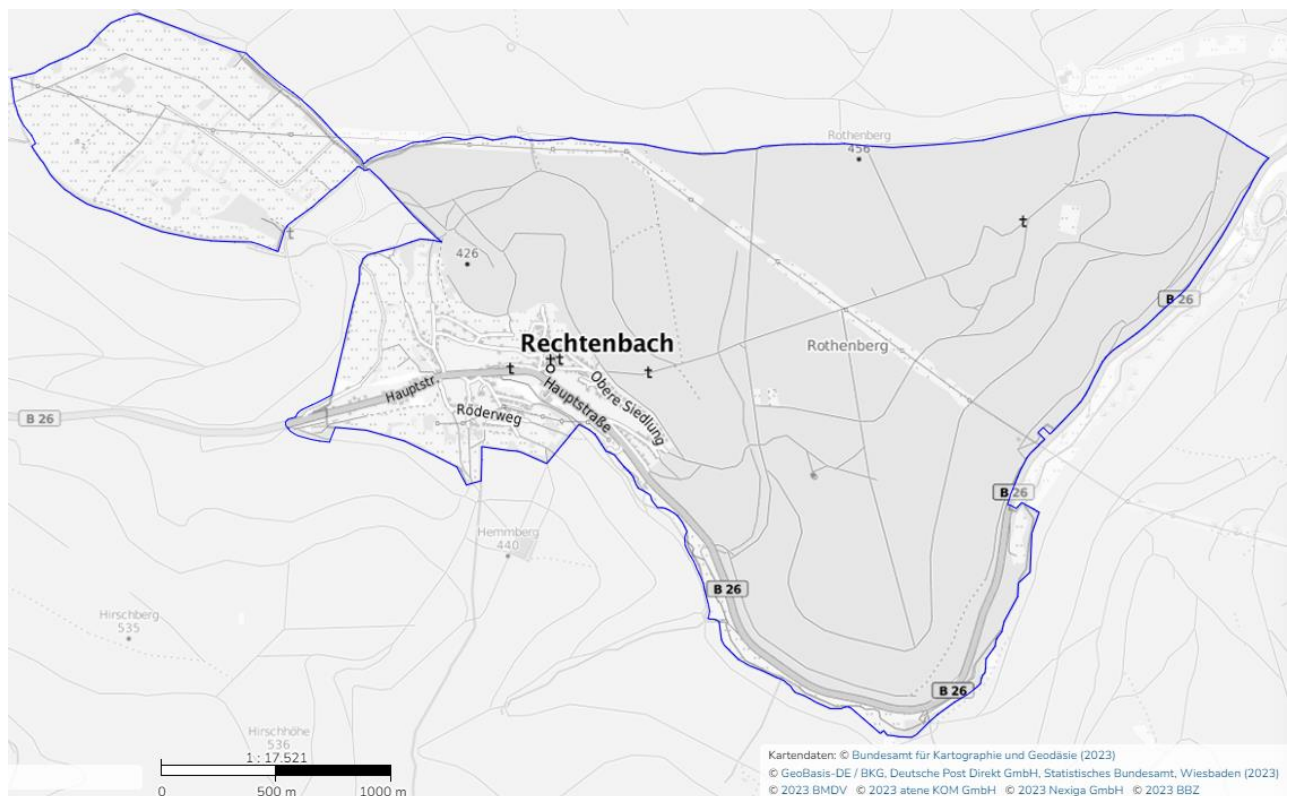 Rothenberg
456
426
B 26
Rechtenbach
Rothenberg
Hauptstr.
Obere Siedlung
Hauptstraße
Röderweg
B 26
B 26
Hemmberg
440
B 26
Hirschberg
535
B 26
Hirschhöhe
536
1 : 17.521
0 500 m 1000 m
Kartendaten: © Bundesamt für Kartographie und Geodäsie (2023)
© GeoBasis-DE / BKG, Deutsche Post Direkt GmbH, Statistisches Bundesamt, Wiesbaden (2023)
© 2023 BMDV © 2023 atene KOM GmbH © 2023 Nexiga GmbH © 2023 BBZ